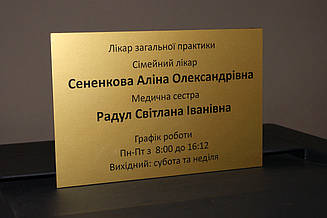 Лікар загальної практики
Сімейний лікар
Сененкова Аліна Олександрівна
Медична сестра
Радул Світлана Іванівна
Графік роботи
Пн-Пт з 8:00 до 16:12
Вихідний: субота та неділя